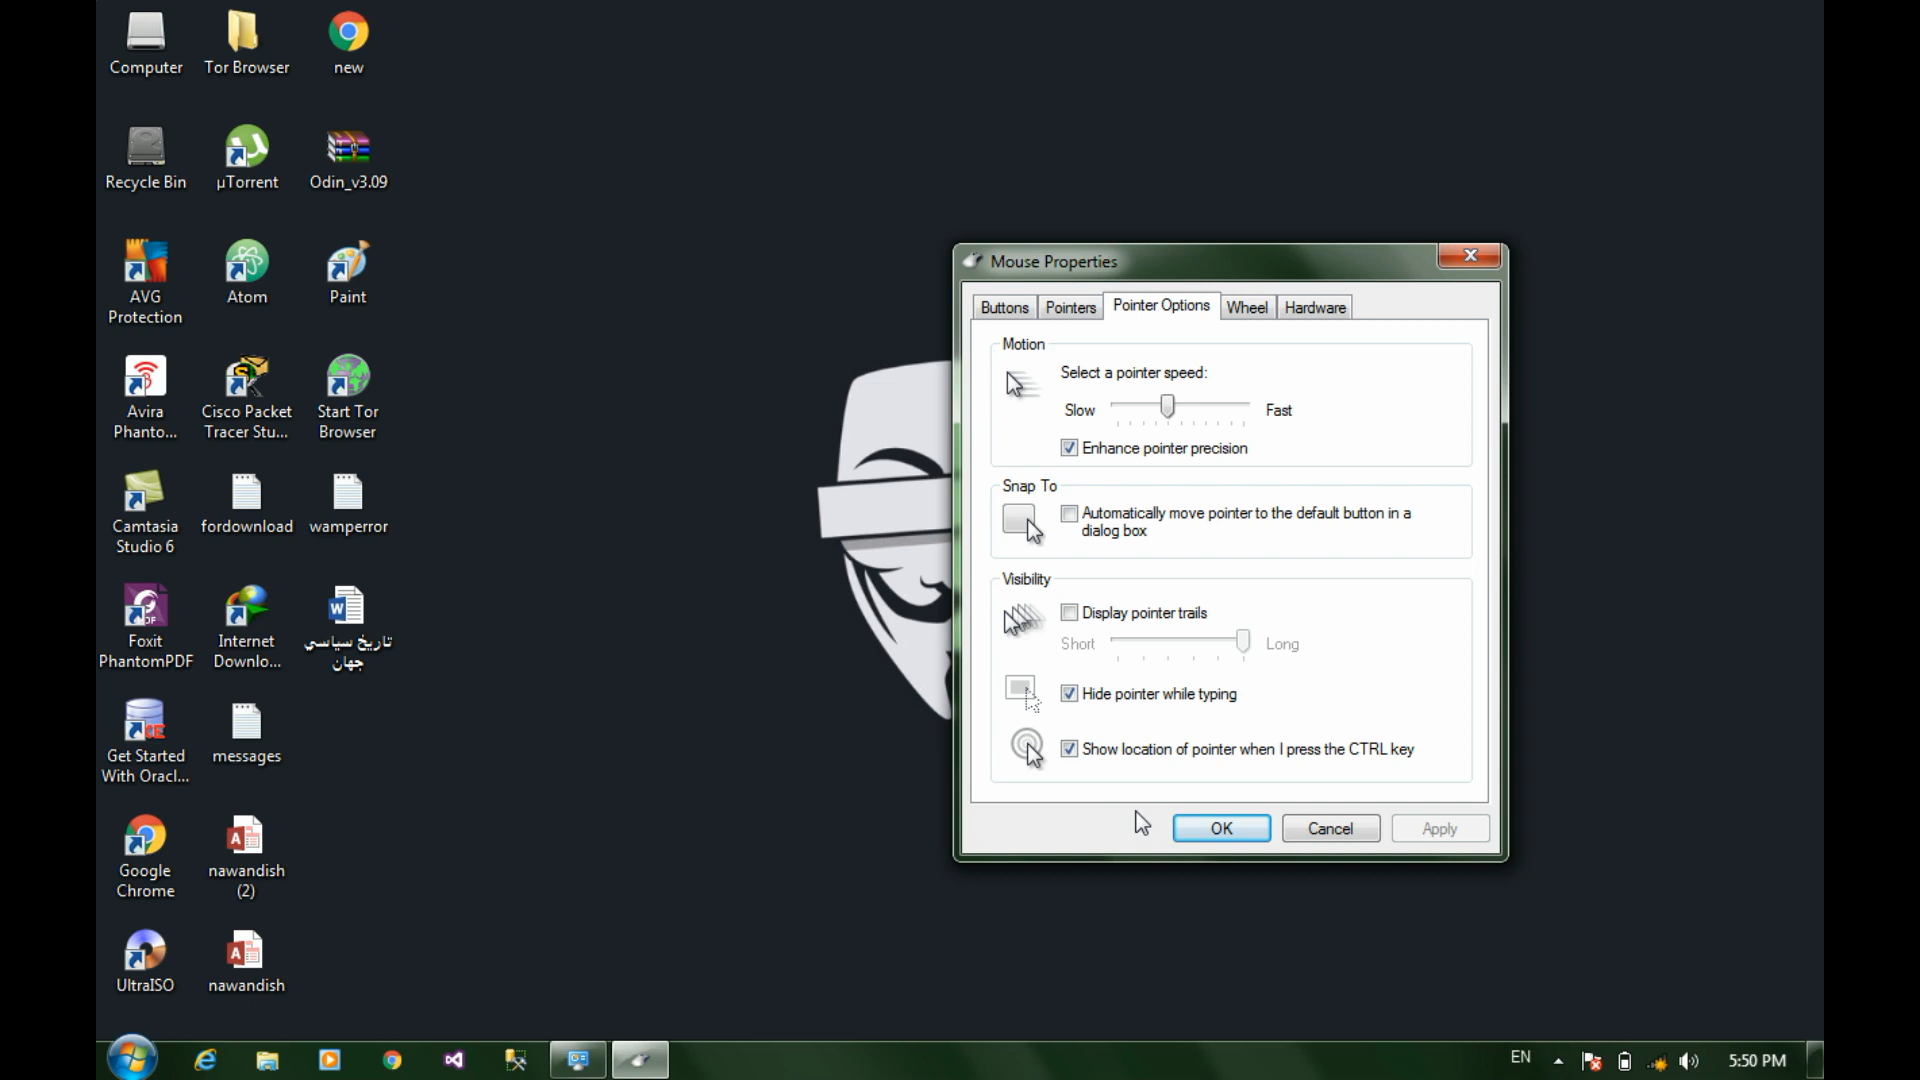 Computer
Tor Browser
new
Recycle Bin
µTorrent
Odin_v3.09
AVG
Protection
Atom
Paint
Avira
Phanto...
Cisco Packet
Tracer Stu...
Start Tor
Browser
Camtasia
Studio 6
fordownload
wamperror
Foxit
PhantomPDF
Internet
Downlo...
تاريخ سياسي
جهان
Get Started
With Oracl...
messages
Google
Chrome
nawandish
(2)
UltraISO
nawandish
Mouse Properties
Buttons
Pointers
Pointer Options
Wheel
Hardware
Motion
Select a pointer speed:
Slow
Fast
Enhance pointer precision
Snap To
Automatically move pointer to the default button in a
dialog box
Visibility
Display pointer trails
Short
Long
Hide pointer while typing
Show location of pointer when I press the CTRL key
OK
Cancel
Apply
EN
5:50 PM